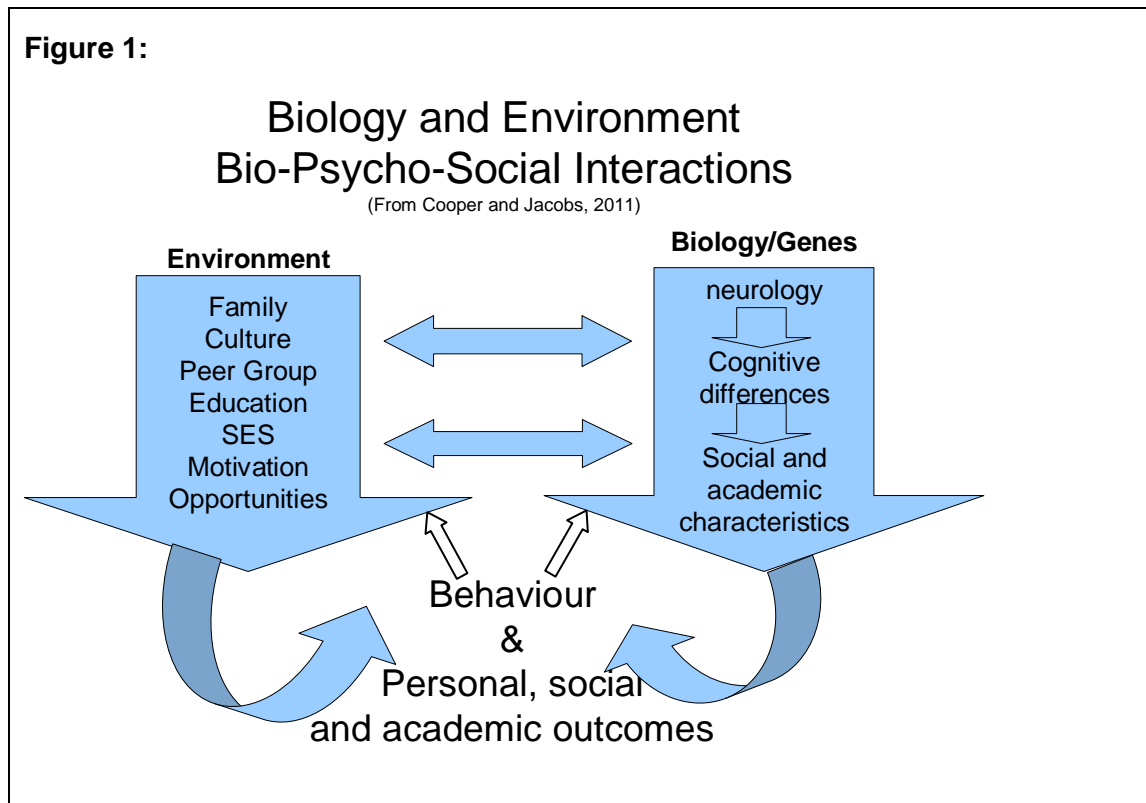 Figure 1:
Biology and Environment
Bio-Psycho-Social Interactions
(From Cooper and Jacobs, 2011)
Environment
Family
Culture
Peer Group
Education
SES
Motivation
Opportunities
Biology/Genes
neurology
Cognitive
differences
Social and
academic
characteristics
Behaviour
&
Personal, social
and academic outcomes